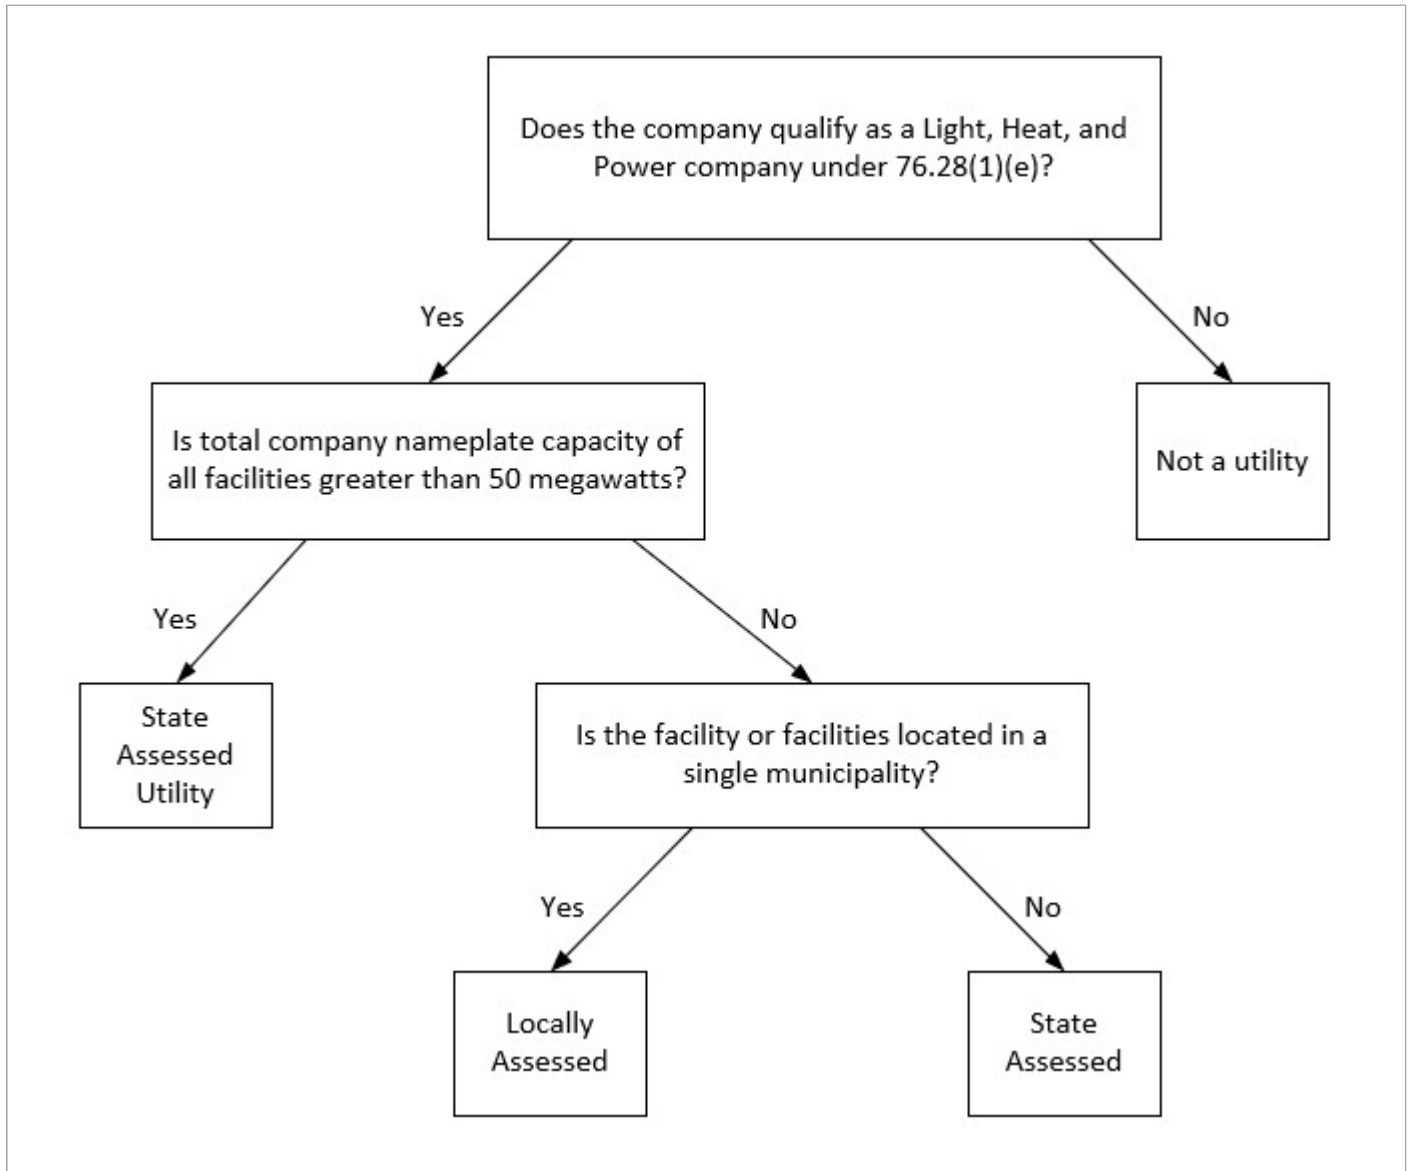 Does the company qualify as a Light, Heat, and
Power company under 76.28(1)(e)?
Yes
No
Is total company nameplate capacity of
all facilities greater than 50 megawatts?
Not a utility
Yes
No
State
Assessed
Utility
Is the facility or facilities located in a
single municipality?
Yes
No
Locally
Assessed
State
Assessed